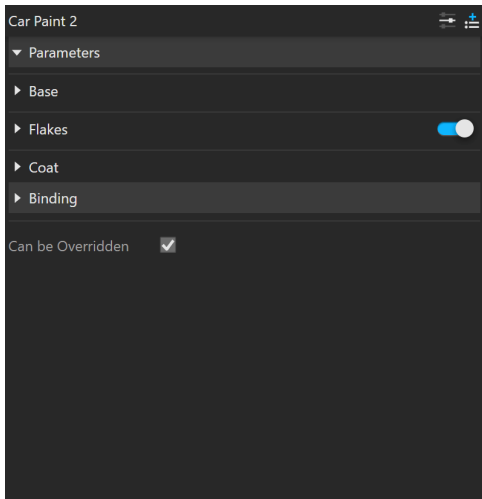 Car Paint 2
Parameters
Base
Flakes
Coat
Binding
Can be Overridden